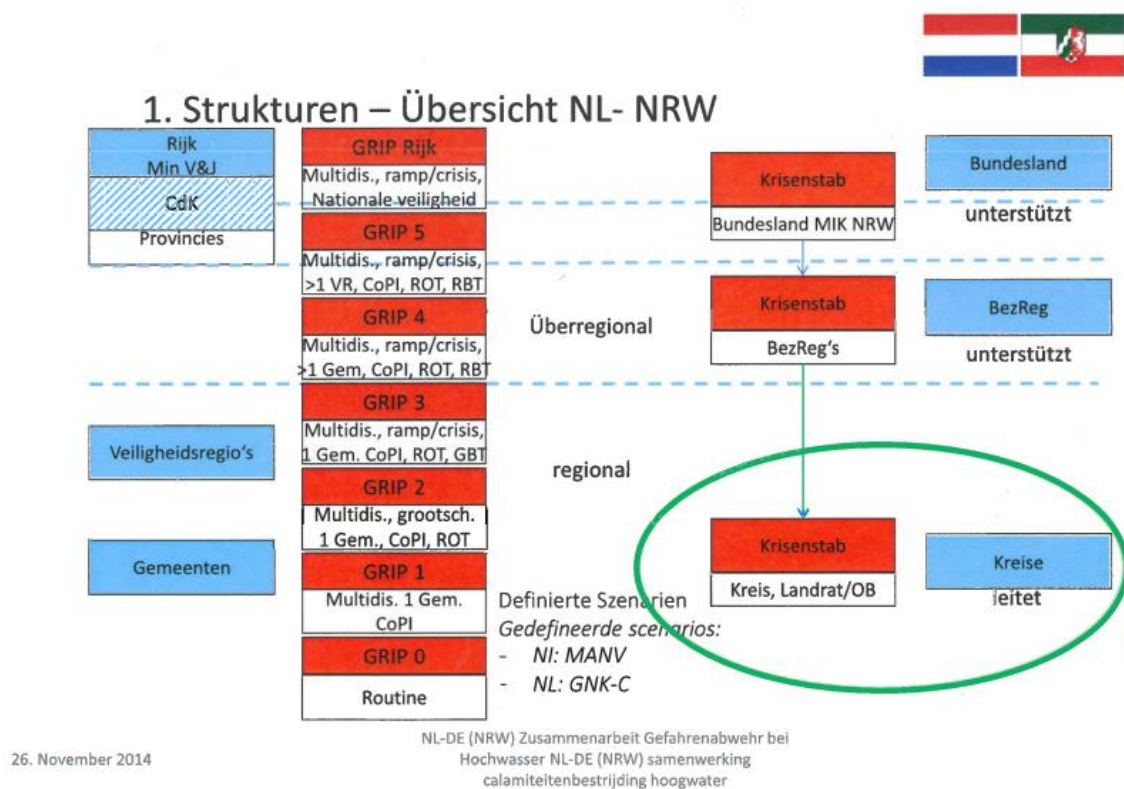 1. Strukturen – Übersicht NL- NRW
Rijk
Min V&J
CdK
Provincies
Veiligheidsregio's
Gemeenten
GRIP Rijk
Multidis., ramp/crisis,
Nationale veiligheid
GRIP 5
Multidis., ramp/crisis,
>1 VR, CoPI, ROT, RBT
GRIP 4
Multidis., ramp/crisis,
>1 Gem, CoPI, ROT, RBT
GRIP 3
Multidis., ramp/crisis,
1 Gem. CoPI, ROT, GBT
GRIP 2
Multidis., grootsch.
1 Gem., CoPI, ROT
GRIP 1
Multidis. 1 Gem.
CoPI
GRIP 0
Routine
Überregional
regional
Definierte Szenarien
Gedefineerde scenarios:
- NI: MANV
- NL: GNK-C
Krisenstab
Bundesland MIK NRW
Krisenstab
BezReg's
Krisenstab
Kreis, Landrat/OB
Bundesland
unterstützt
BezReg
unterstützt
Kreise
leitet
26. November 2014
NL-DE (NRW) Zusammenarbeit Gefahrenabwehr bei
Hochwasser NL-DE (NRW) samenwerking
calamiteitenbestrijding hoogwater